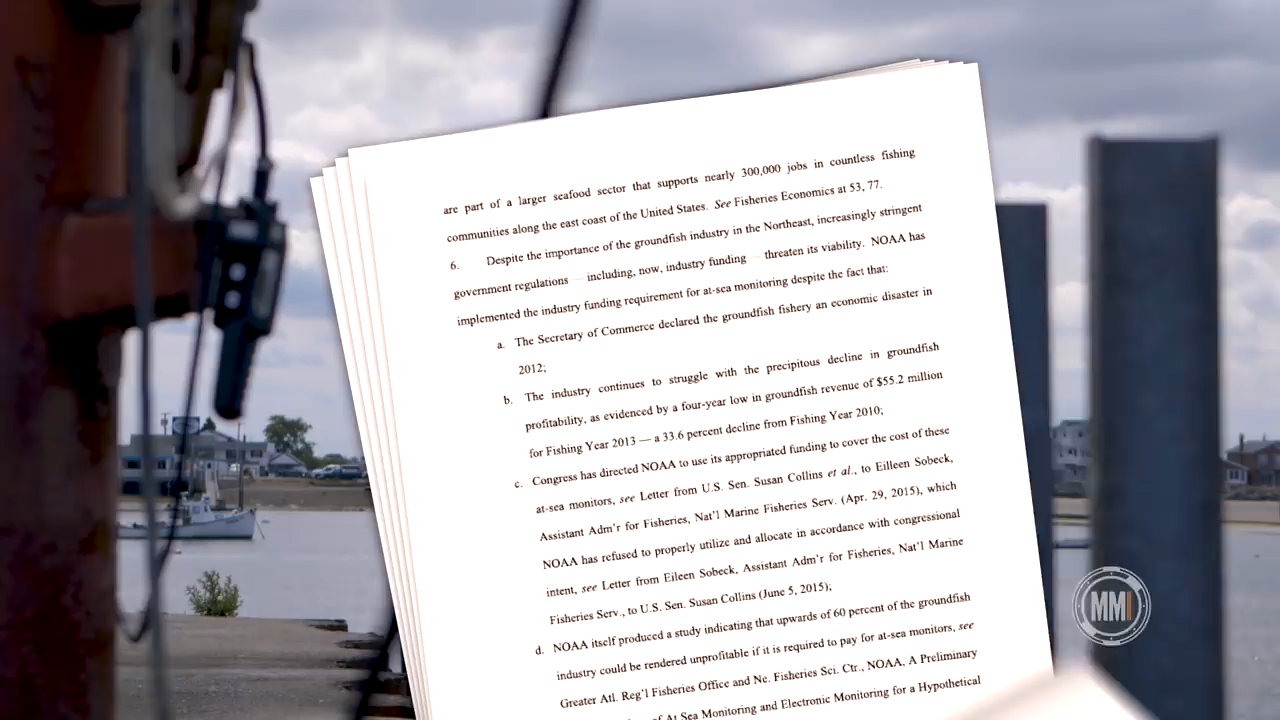 are part of a larger seafood sector that supports nearly 300,000 jobs in countless fishing
communities along the east coast of the United States. See Fisheries Economics at 53, 77.
6. Despite the importance of the groundfish industry in the Northeast, increasingly stringent
government regulations — including, now, industry funding — threaten its viability. NOAA has
implemented the industry funding requirement for at-sea monitoring despite the fact that:
a. The Secretary of Commerce declared the groundfish fishery an economic disaster in
2012;
b. The industry continues to struggle with the precipitous decline in groundfish
profitability, as evidenced by a four-year low in groundfish revenue of $55.2 million
for Fishing Year 2013 — a 33.6 percent decline from Fishing Year 2010;
c. Congress has directed NOAA to use its appropriated funding to cover the cost of these
at-sea monitors, see Letter from U.S. Sen. Susan Collins et al., to Eilleen Sobeck,
Assistant Adm'r for Fisheries, Nat'l Marine Fisheries Serv. (Apr. 29, 2015), which
NOAA has refused to properly utilize and allocate in accordance with congressional
intent, see Letter from Eileen Sobeck, Assistant Adm'r for Fisheries, Nat'l Marine
Fisheries Serv., to U.S. Sen. Susan Collins (June 5, 2015);
d. NOAA itself produced a study indicating that upwards of 60 percent of the groundfish
industry could be rendered unprofitable if it is required to pay for at-sea monitors, see
Greater Atl. Reg'l Fisheries Office and Ne. Fisheries Sci. Ctr., NOAA, A Preliminary
of At Sea Monitoring and Electronic Monitoring for a Hypothetical
MMI